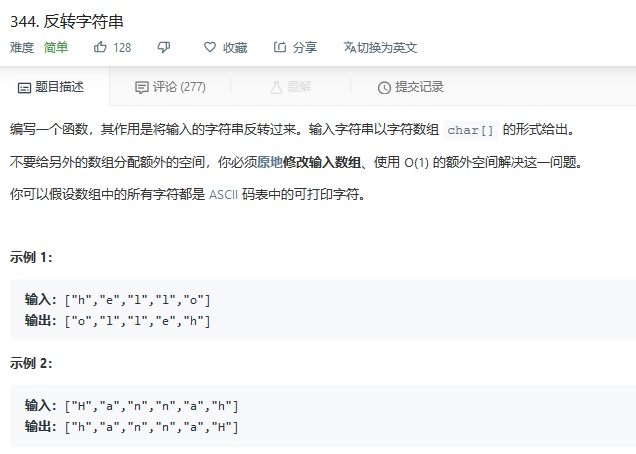 344. 反转字符串
难度 简单 128 收藏 分享 切换为英文
题目描述 评论 (277) 题解 提交记录
编写一个函数，其作用是将输入的字符串反转过来。输入字符串以字符数组 char[] 的形式给出。
不要给另外的数组分配额外的空间，你必须原地修改输入数组、使用 O(1) 的额外空间解决这一问题。
你可以假设数组中的所有字符都是 ASCII 码表中的可打印字符。
示例 1：
输入：["h","e","l","l","o"]
输出：["o","l","l","e","h"]
示例 2：
输入：["H","a","n","n","a","h"]
输出：["h","a","n","n","a","H"]